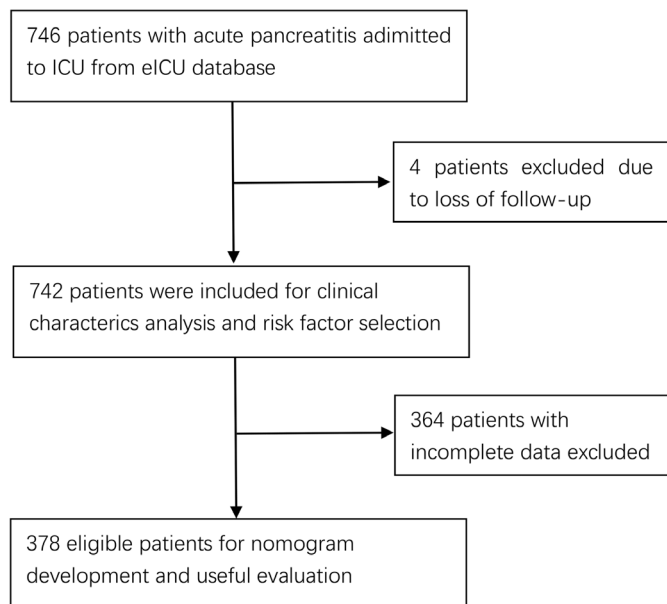 746 patients with acute pancreatitis adimitted
to ICU from eICU database
4 patients excluded due
to loss of follow-up
742 patients were included for clinical
characterics analysis and risk factor selection
364 patients with
incomplete data excluded
378 eligible patients for nomogram
development and useful evaluation